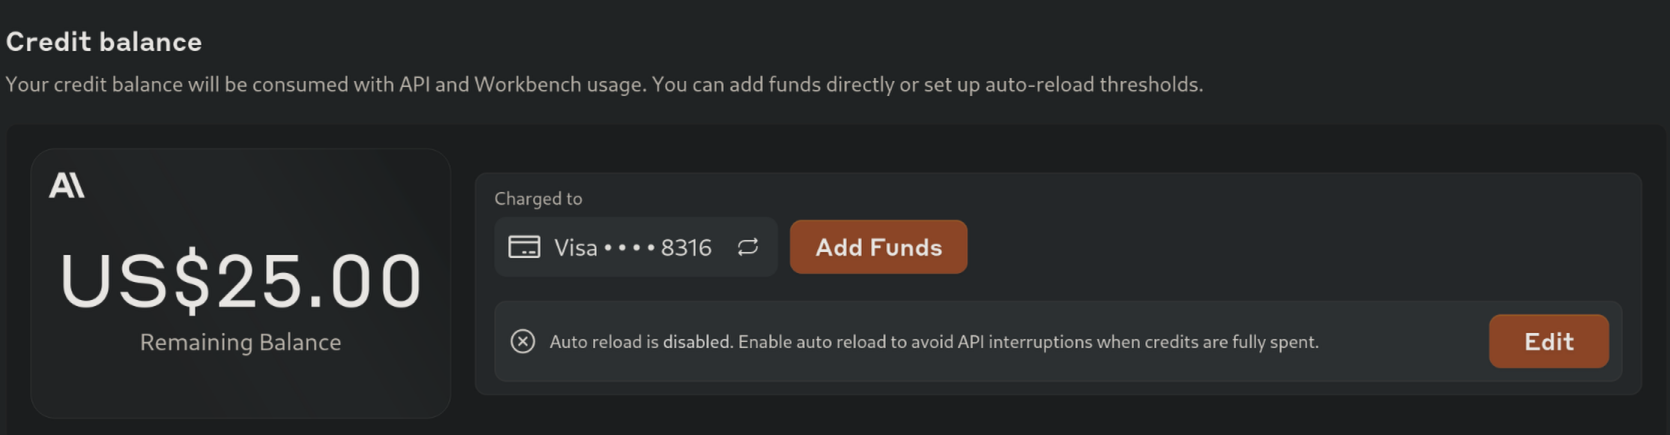 Credit balance
Your credit balance will be consumed with API and Workbench usage. You can add funds directly or set up auto-reload thresholds.
A\
US$25.00
Remaining Balance
Charged to
Visa •••• 8316
Add Funds
Auto reload is disabled. Enable auto reload to avoid API interruptions when credits are fully spent.
Edit